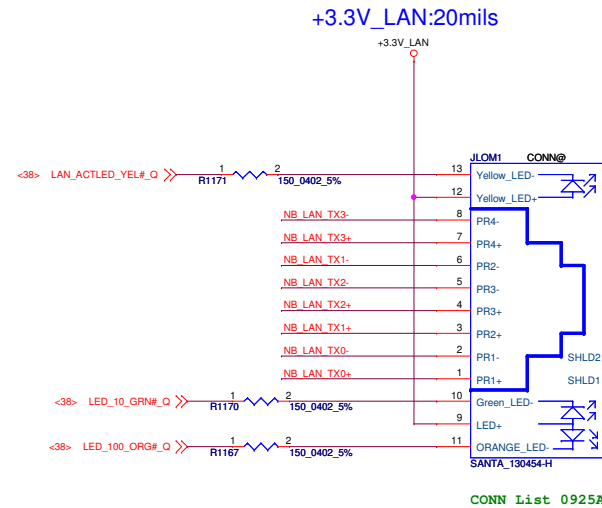 +3.3V_LAN:20mils
+3.3V_LAN
JLOM1 CONN@
<38> LAN_ACTLED_YEL#_Q 1 2 13 Yellow_LED-
R1171 150_0402_5%
12 Yellow_LED+
NB_LAN_TX3- 8 PR4-
NB_LAN_TX3+ 7 PR4+
NB_LAN_TX1- 6 PR2-
NB_LAN_TX2- 5 PR3-
NB_LAN_TX2+ 4 PR3+
NB_LAN_TX1+ 3 PR2+
NB_LAN_TX0- 2 PR1- SHLD2
NB_LAN_TX0+ 1 PR1+ SHLD1
<38> LED_10_GRN#_Q 1 2 10 Green_LED-
R1170 150_0402_5%
9 LED+
<38> LED_100_ORG#_Q 1 2 11 ORANGE_LED-
R1167 150_0402_5%
SANTA_130454-H
CONN List 0925A